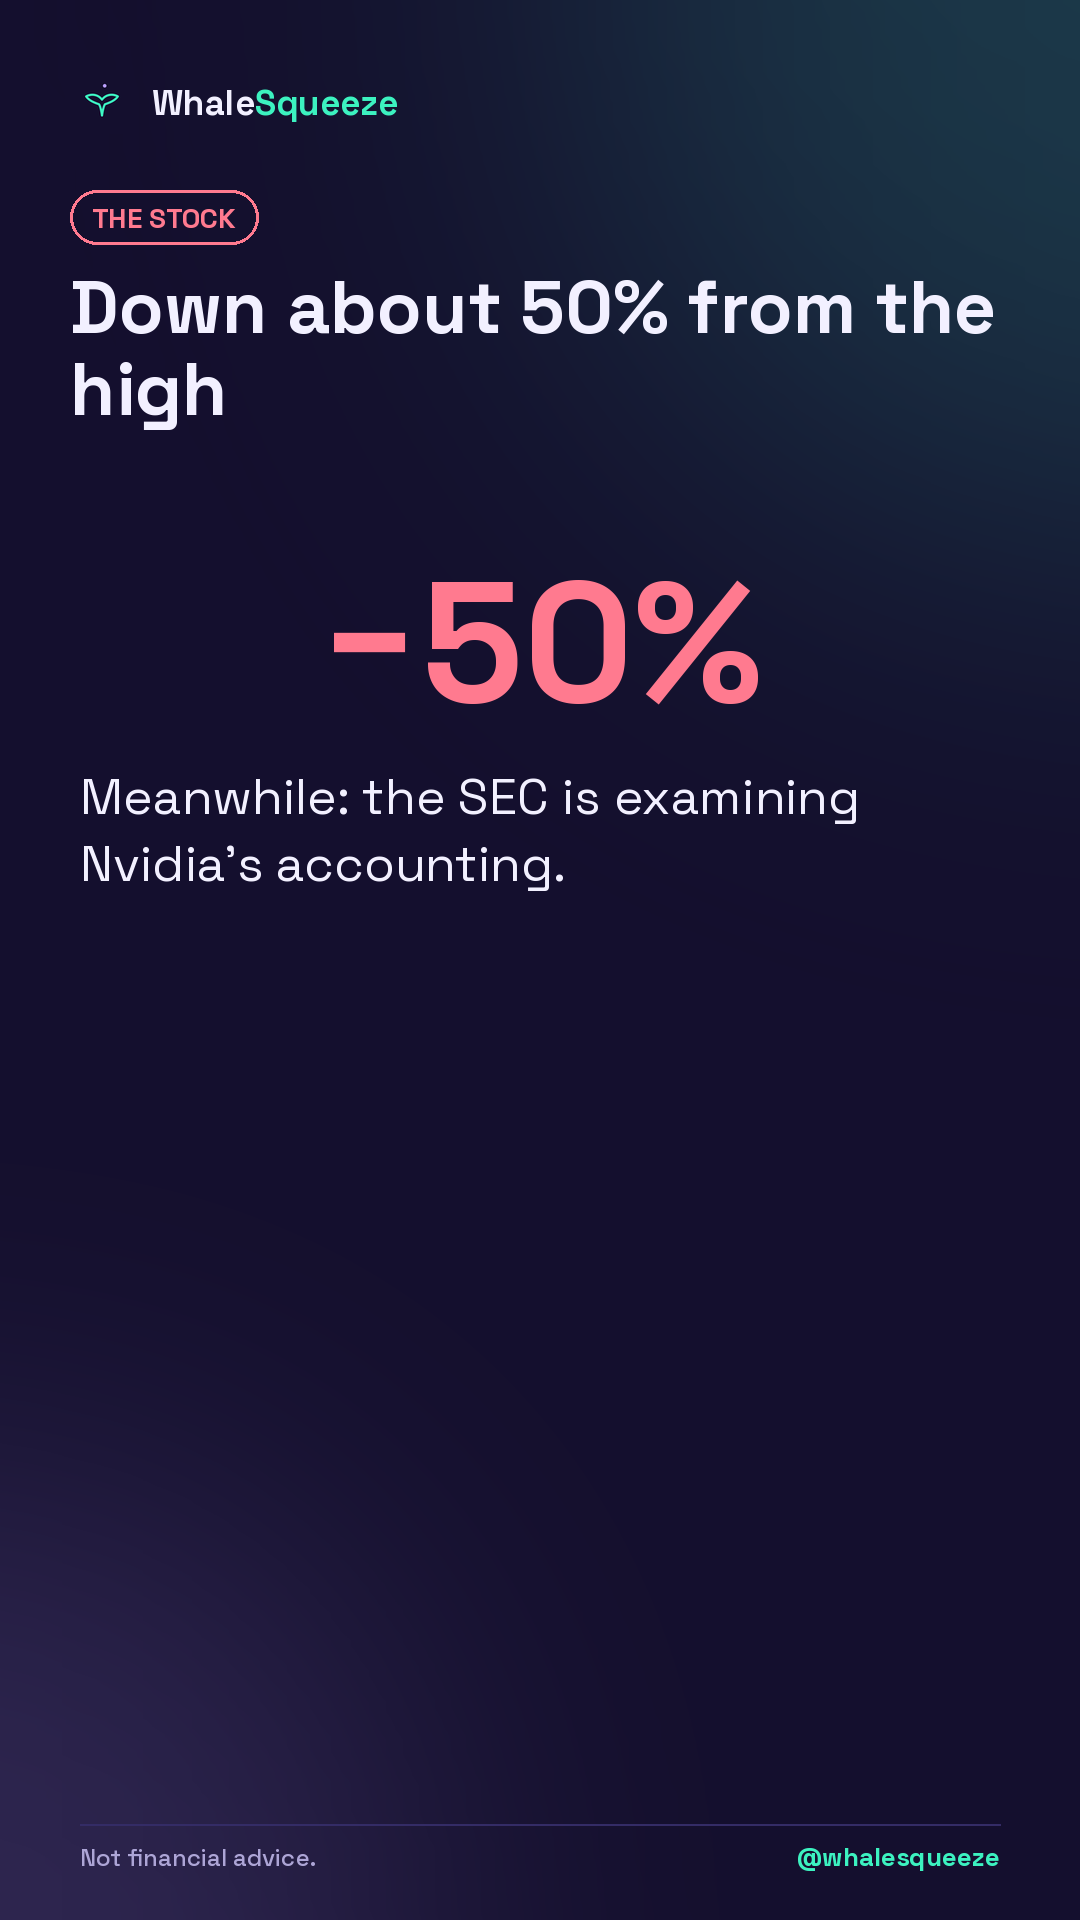 WhaleSqueeze
THE STOCK
Down about 50% from the
high
-50%
Meanwhile: the SEC is examining
Nvidia’s accounting.
Not financial advice.
@whalesqueeze